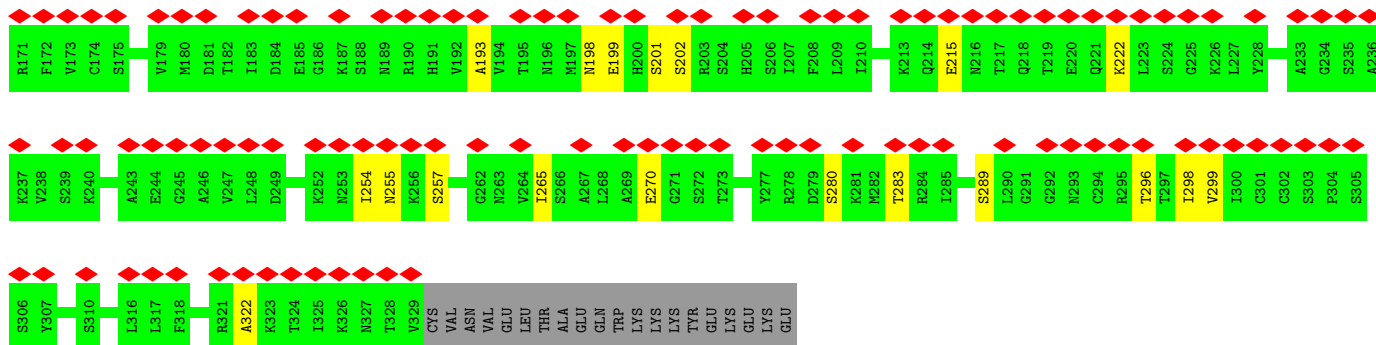 R171 F172 V173 C174 S175 V179 M180 D181 T182 I183 D184 E185 G186 K187 S188 N189 R190 H191 V192 A193 V194 T195 N196 M197 N198 E199 H200 S201 S202 R203 S204 H205 S206 I207 F208 L209 I210 K213 Q214 E215 N216 T217 Q218 T219 E220 Q221 K222 L223 S224 G225 K226 L227 Y228 A233 G234 S235 A236
K237 V238 S239 K240 A243 E244 G245 A246 V247 L248 D249 K252 N253 I254 N255 K256 S257 G262 N263 V264 I265 S266 A267 L268 A269 E270 G271 S272 T273 Y277 R278 D279 S280 K281 M282 T283 R284 I285 S289 L290 G291 G292 N293 C294 R295 T296 T297 I298 V299 I300 C301 C302 S303 P304 S305
S306 Y307 S310 L316 L317 F318 R321 A322 K323 T324 I325 K326 N327 T328 V329 CYS VAL ASN VAL GLU LEU THR ALA GLU GLN TRP LYS LYS LYS TYR GLU LYS GLU LYS GLU